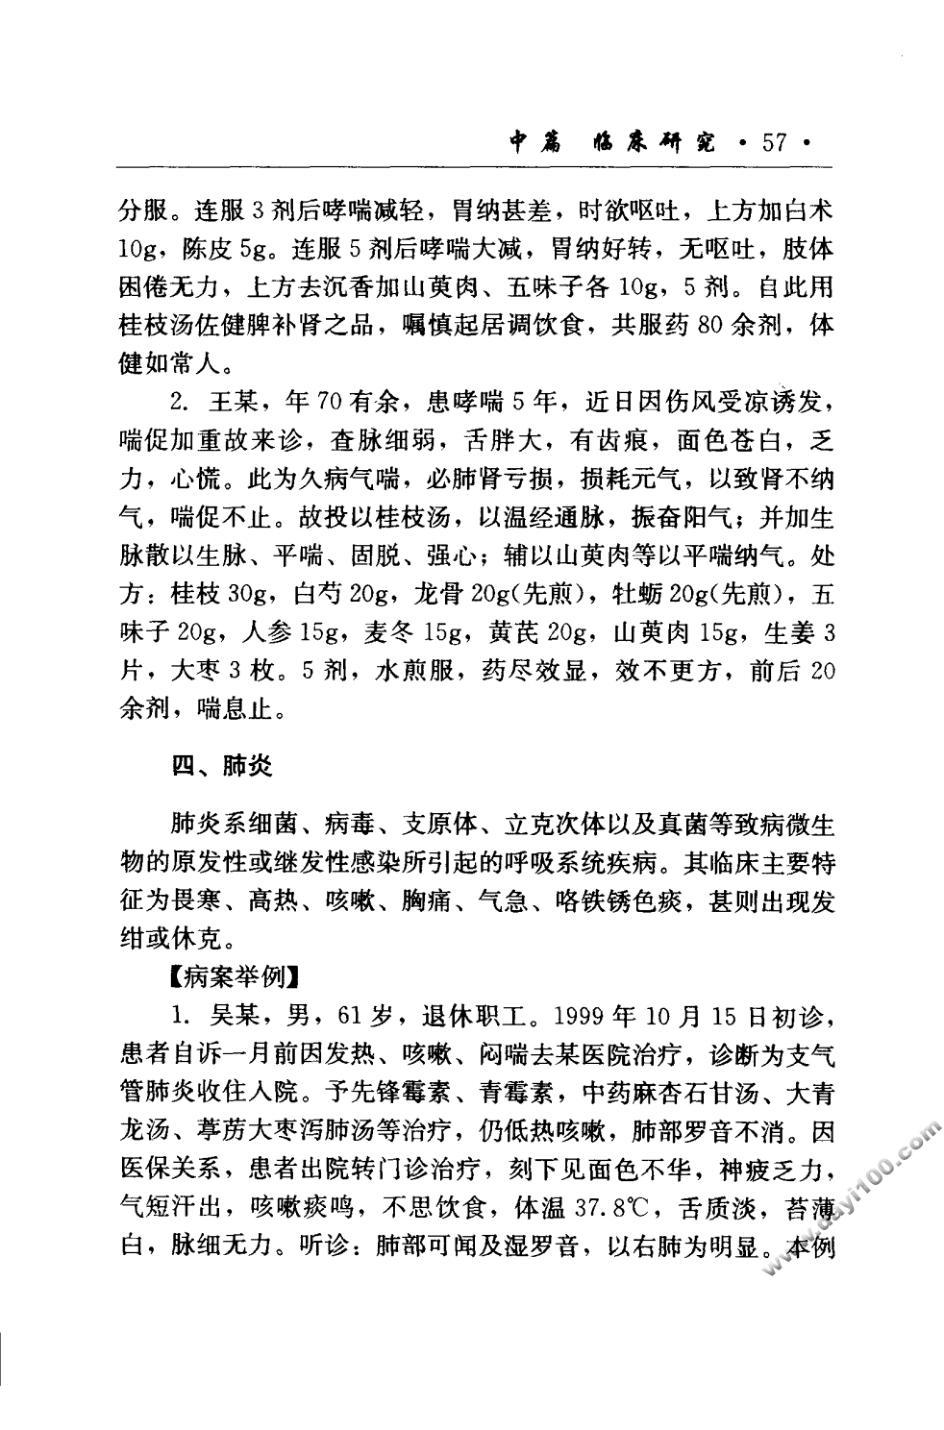 中篇 临床研究 · 57 ·
分服。连服 3 剂后哮喘减轻，胃纳甚差，时欲呕吐，上方加白术
10g，陈皮 5g。连服 5 剂后哮喘大减，胃纳好转，无呕吐，肢体
困倦无力，上方去沉香加山萸肉、五味子各 10g，5 剂。自此用
桂枝汤佐健脾补肾之品，嘱慎起居调饮食，共服药 80 余剂，体
健如常人。
2. 王某，年 70 有余，患哮喘 5 年，近日因伤风受凉诱发，
喘促加重故来诊，查脉细弱，舌胖大，有齿痕，面色苍白，乏
力，心慌。此为久病气喘，必肺肾亏损，损耗元气，以致肾不纳
气，喘促不止。故投以桂枝汤，以温经通脉，振奋阳气；并加生
脉散以生脉、平喘、固脱、强心；辅以山萸肉等以平喘纳气。处
方：桂枝 30g，白芍 20g，龙骨 20g(先煎)，牡蛎 20g(先煎)，五
味子 20g，人参 15g，麦冬 15g，黄芪 20g，山萸肉 15g，生姜 3
片，大枣 3 枚。5 剂，水煎服，药尽效显，效不更方，前后 20
余剂，喘息止。
四、肺炎
肺炎系细菌、病毒、支原体、立克次体以及真菌等致病微生
物的原发性或继发性感染所引起的呼吸系统疾病。其临床主要特
征为畏寒、高热、咳嗽、胸痛、气急、咯铁锈色痰，甚则出现发
绀或休克。
【病案举例】
1. 吴某，男，61 岁，退休职工。1999 年 10 月 15 日初诊，
患者自诉一月前因发热、咳嗽、闷喘去某医院治疗，诊断为支气
管肺炎收住入院。予先锋霉素、青霉素，中药麻杏石甘汤、大青
龙汤、葶苈大枣泻肺汤等治疗，仍低热咳嗽，肺部罗音不消。因
医保关系，患者出院转门诊治疗，刻下见面色不华，神疲乏力，
气短汗出，咳嗽痰鸣，不思饮食，体温 37.8℃，舌质淡，苔薄
白，脉细无力。听诊：肺部可闻及湿罗音，以右肺为明显。本例
www.dayi100.com